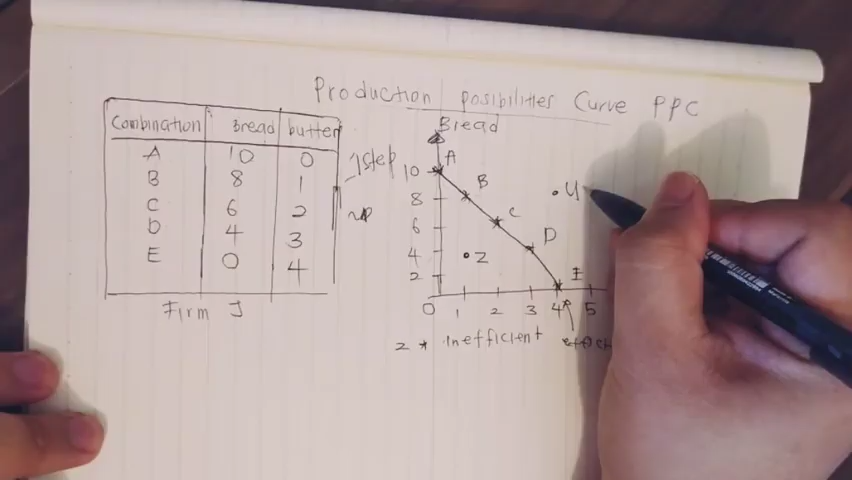 Production posibilities Curve PPC
Combination Bread butter
A 10 0
B 8 1
C 6 2
D 4 3
E 0 4
Firm J
1step
Bread
10 A
8 B
6 C
4 D
2 E
Z
0 1 2 3 4 5
z * inefficient